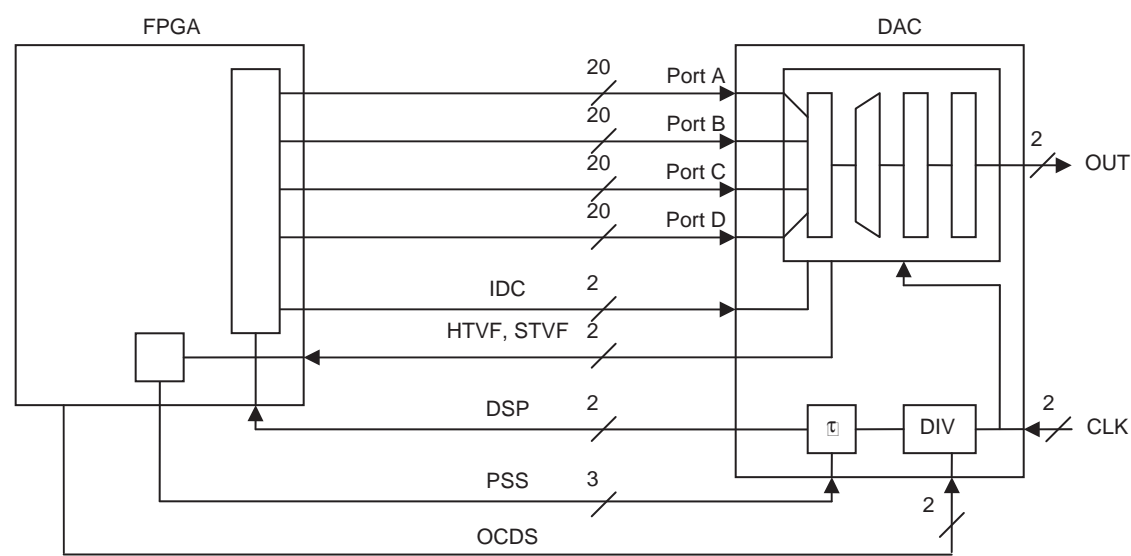 FPGA
DAC
20
Port A
20
Port B
2
OUT
20
Port C
20
Port D
IDC
2
HTVF, STVF
2
DSP
2
τ
DIV
2
CLK
PSS
3
2
OCDS